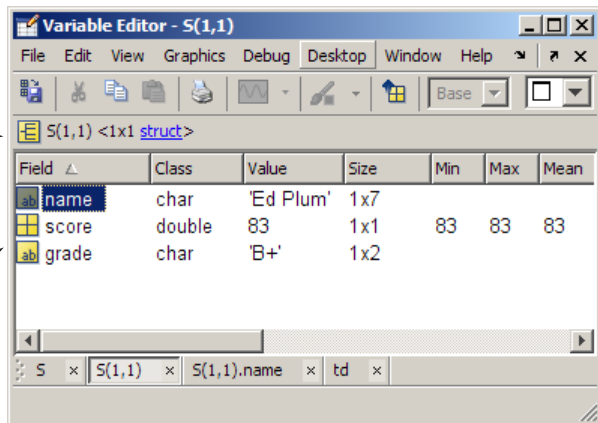 Variable Editor - S(1,1)
File Edit View Graphics Debug Desktop Window Help
Base
S(1,1) <1x1 struct>
Field Class Value Size Min Max Mean
ab name char 'Ed Plum' 1x7
score double 83 1x1 83 83 83
ab grade char 'B+' 1x2
S S(1,1) S(1,1).name td